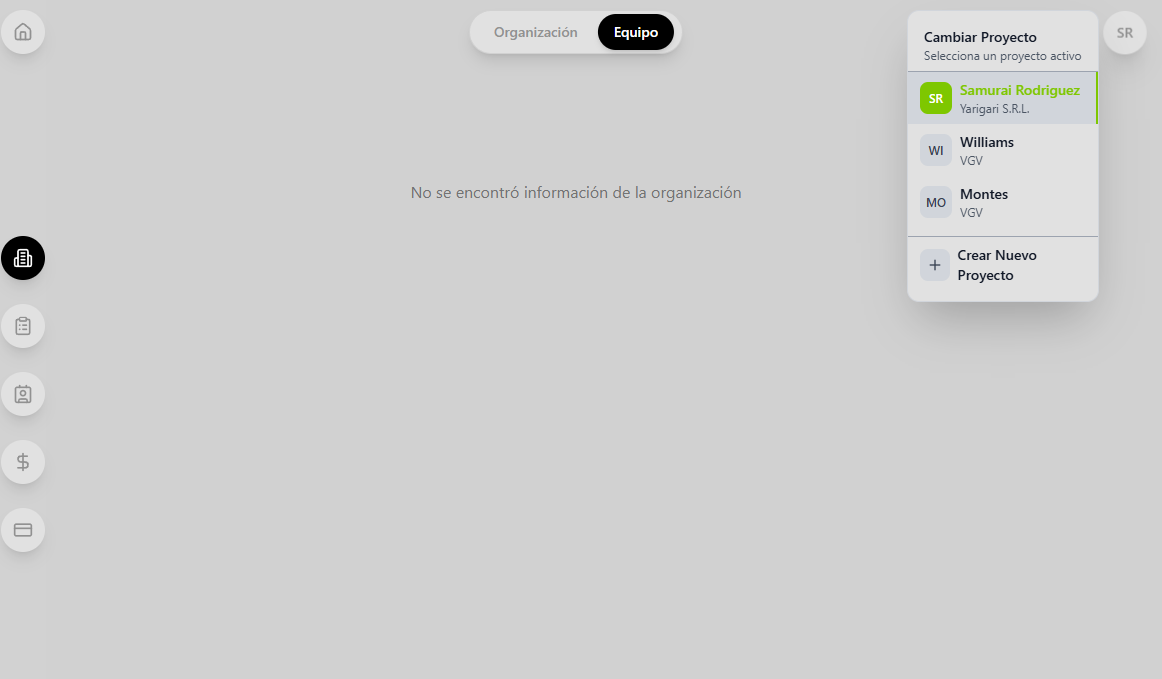 Organización
Equipo
SR
Cambiar Proyecto
Selecciona un proyecto activo
SR
Samurai Rodriguez
Yarigari S.R.L.
WI
Williams
VGV
MO
Montes
VGV
+
Crear Nuevo
Proyecto
No se encontró información de la organización
$